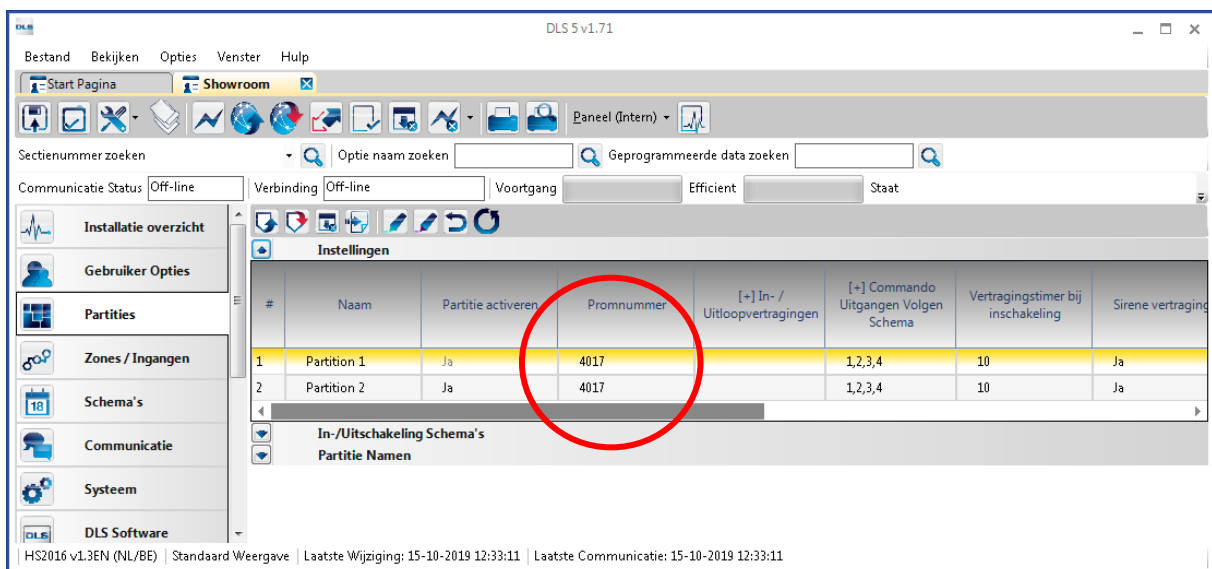 DLS
DLS 5 v1.71
Bestand Bekijken Opties Venster Hulp
Start Pagina Showroom
Paneel (Intern)
Sectienummer zoeken Optie naam zoeken Geprogrammeerde data zoeken
Communicatie Status Off-line Verbinding Off-line Voortgang Efficient Staat
Installatie overzicht
Gebruiker Opties
Partities
Zones / Ingangen
18 Schema's
Communicatie
Systeem
DLS DLS Software
Instellingen
# Naam Partitie activeren Promnummer [+] In- / Uitloopvertragingen [+] Commando Uitgangen Volgen Schema Vertragingstimer bij inschakeling Sirene vertraging
1 Partition 1 Ja 4017 1,2,3,4 10 Ja
2 Partition 2 Ja 4017 1,2,3,4 10 Ja
In-/Uitschakeling Schema's
Partitie Namen
HS2016 v1.3EN (NL/BE) Standaard Weergave Laatste Wijziging: 15-10-2019 12:33:11 Laatste Communicatie: 15-10-2019 12:33:11